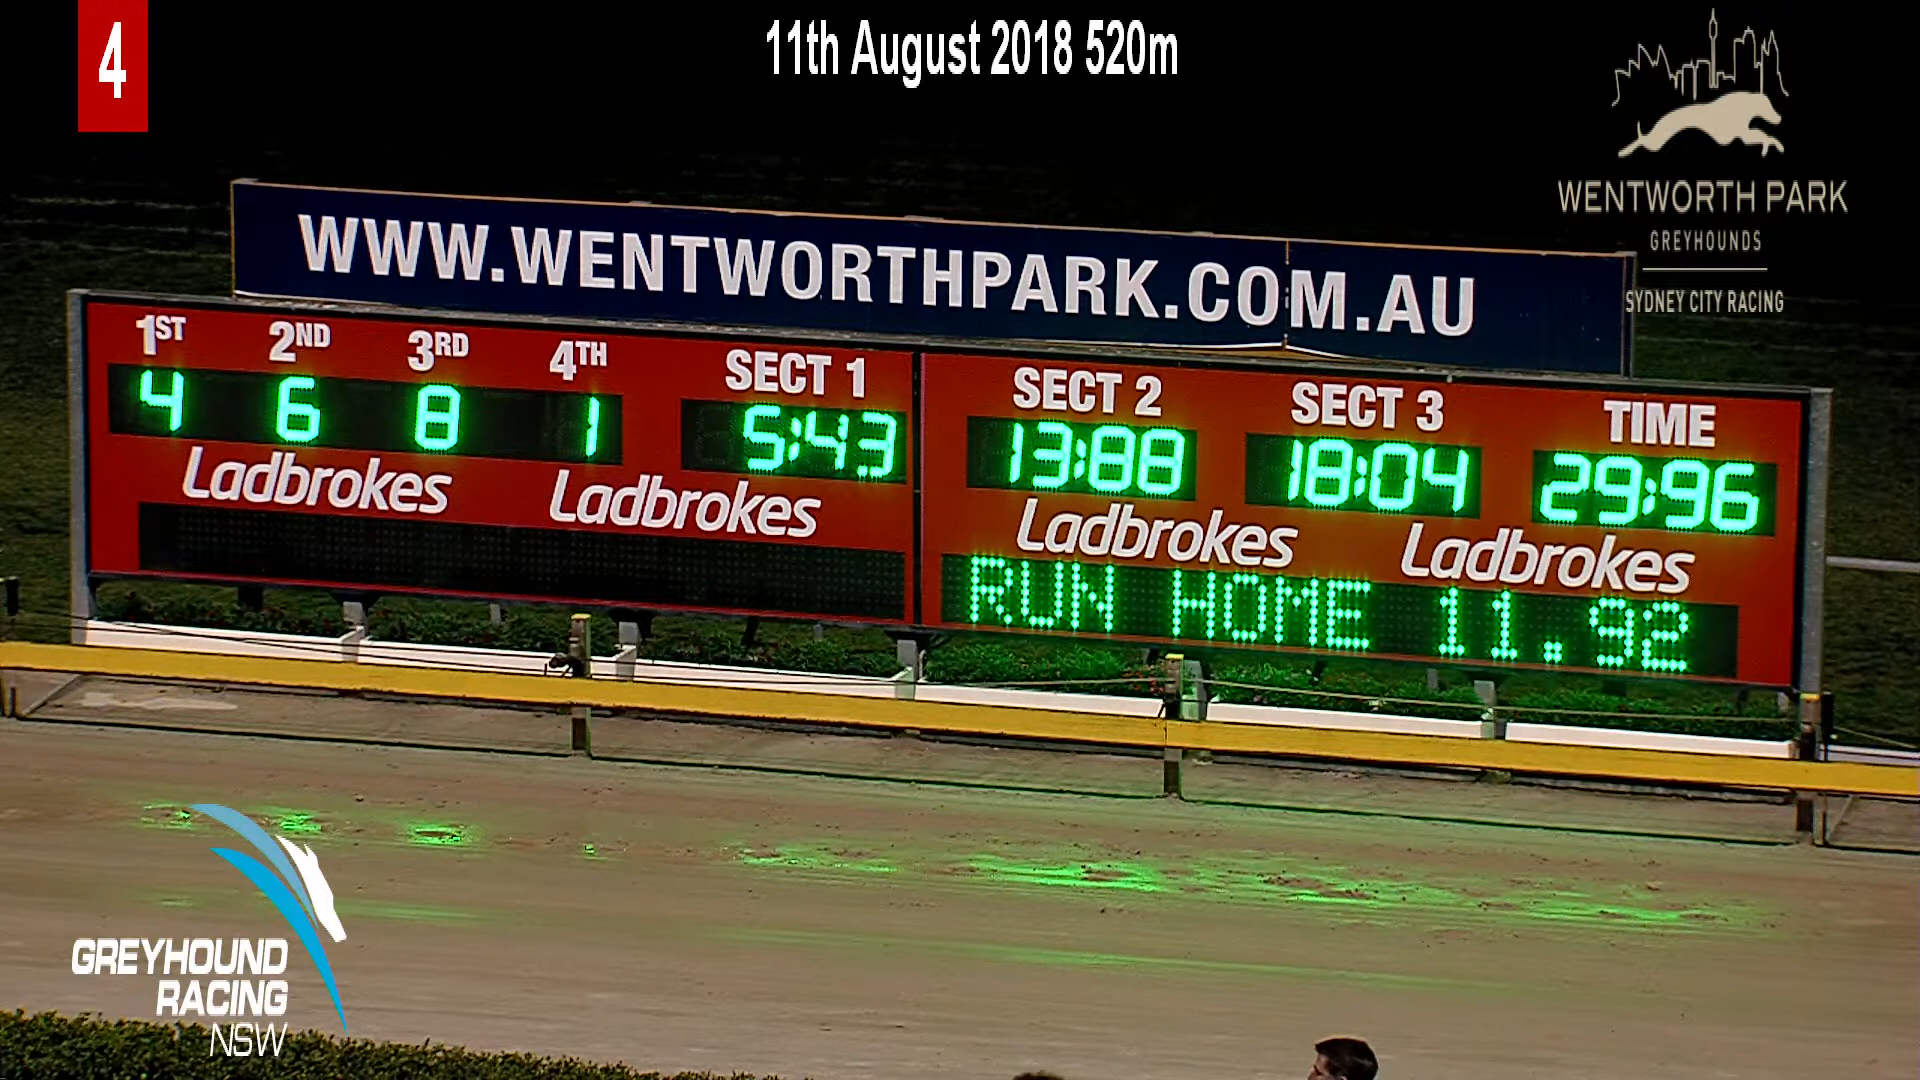 4
11th August 2018 520m
WENTWORTH PARK
GREYHOUNDS
SYDNEY CITY RACING
WWW.WENTWORTHPARK.COM.AU
1ST 2ND 3RD 4TH SECT 1 SECT 2 SECT 3 TIME
4 6 8 1 5:43 13:88 18:04 29:96
Ladbrokes Ladbrokes Ladbrokes Ladbrokes
RUN HOME 11.92
GREYHOUND
RACING
NSW